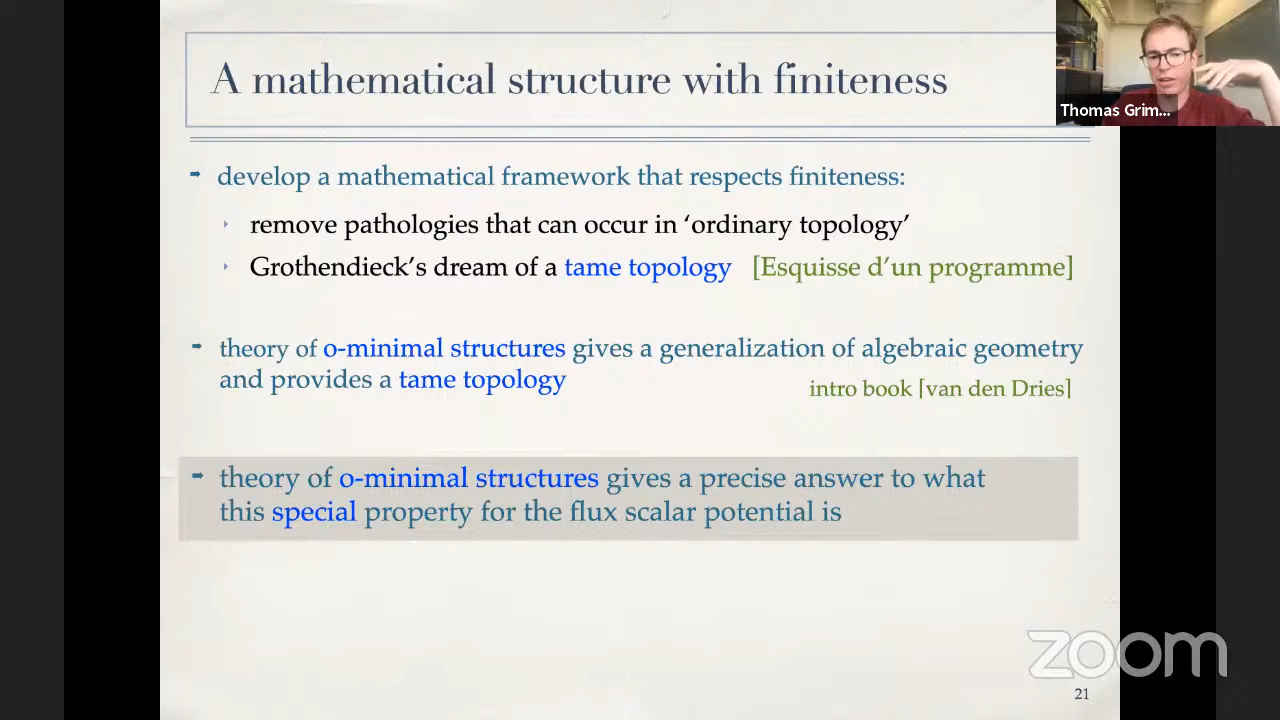 A mathematical structure with finiteness
Thomas Grim...
➡ develop a mathematical framework that respects finiteness:
‣ remove pathologies that can occur in ‘ordinary topology’
‣ Grothendieck’s dream of a tame topology [Esquisse d’un programme]
➡ theory of o-minimal structures gives a generalization of algebraic geometry
and provides a tame topology
intro book [van den Dries]
➡ theory of o-minimal structures gives a precise answer to what
this special property for the flux scalar potential is
zoom
21